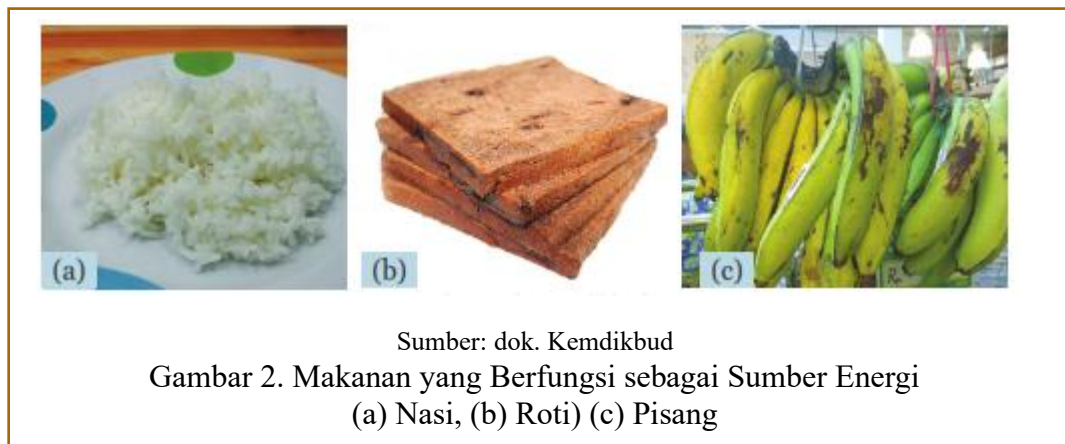 (a) (b) (c)
Sumber: dok. Kemdikbud
Gambar 2. Makanan yang Berfungsi sebagai Sumber Energi
(a) Nasi, (b) Roti) (c) Pisang